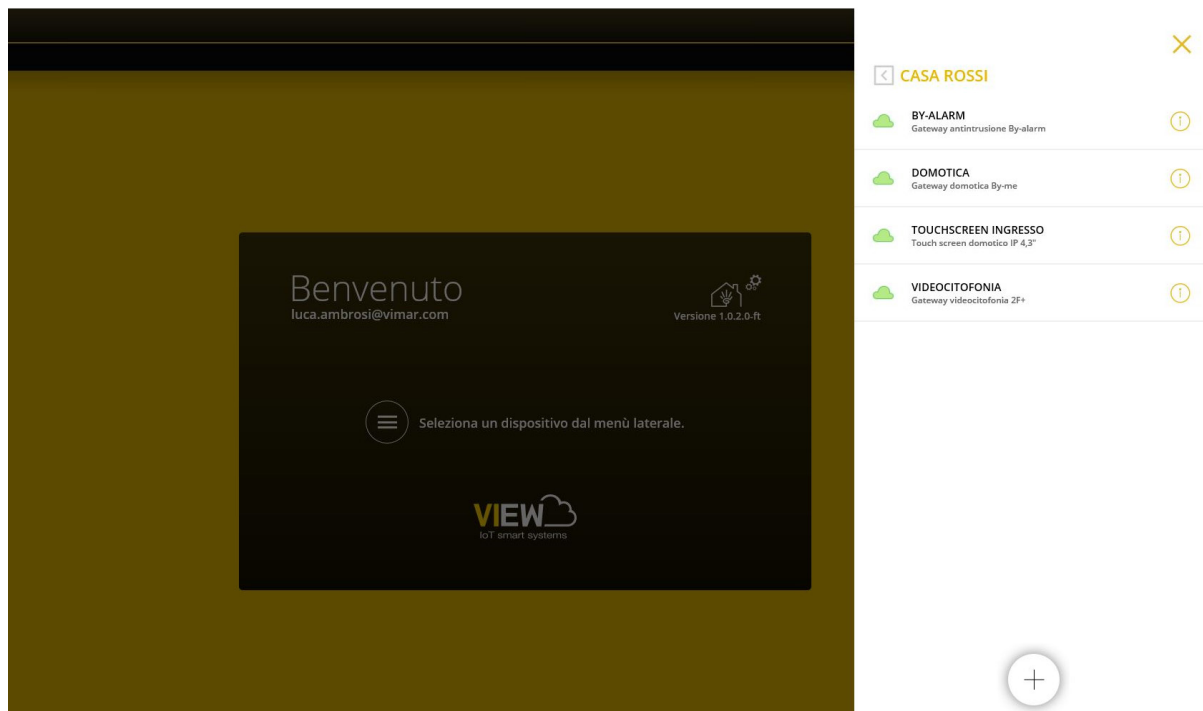 CASA ROSSI
BY-ALARM
Gateway antintrusione By-alarm
DOMOTICA
Gateway domotica By-me
TOUCHSCREEN INGRESSO
Touch screen domotico IP 4,3"
VIDEOCITOFONIA
Gateway videocitofonia 2F+
Benvenuto
luca.ambrosi@vimar.com
Versione 1.0.2.0-ft
Seleziona un dispositivo dal menù laterale.
VIEW
IoT smart systems